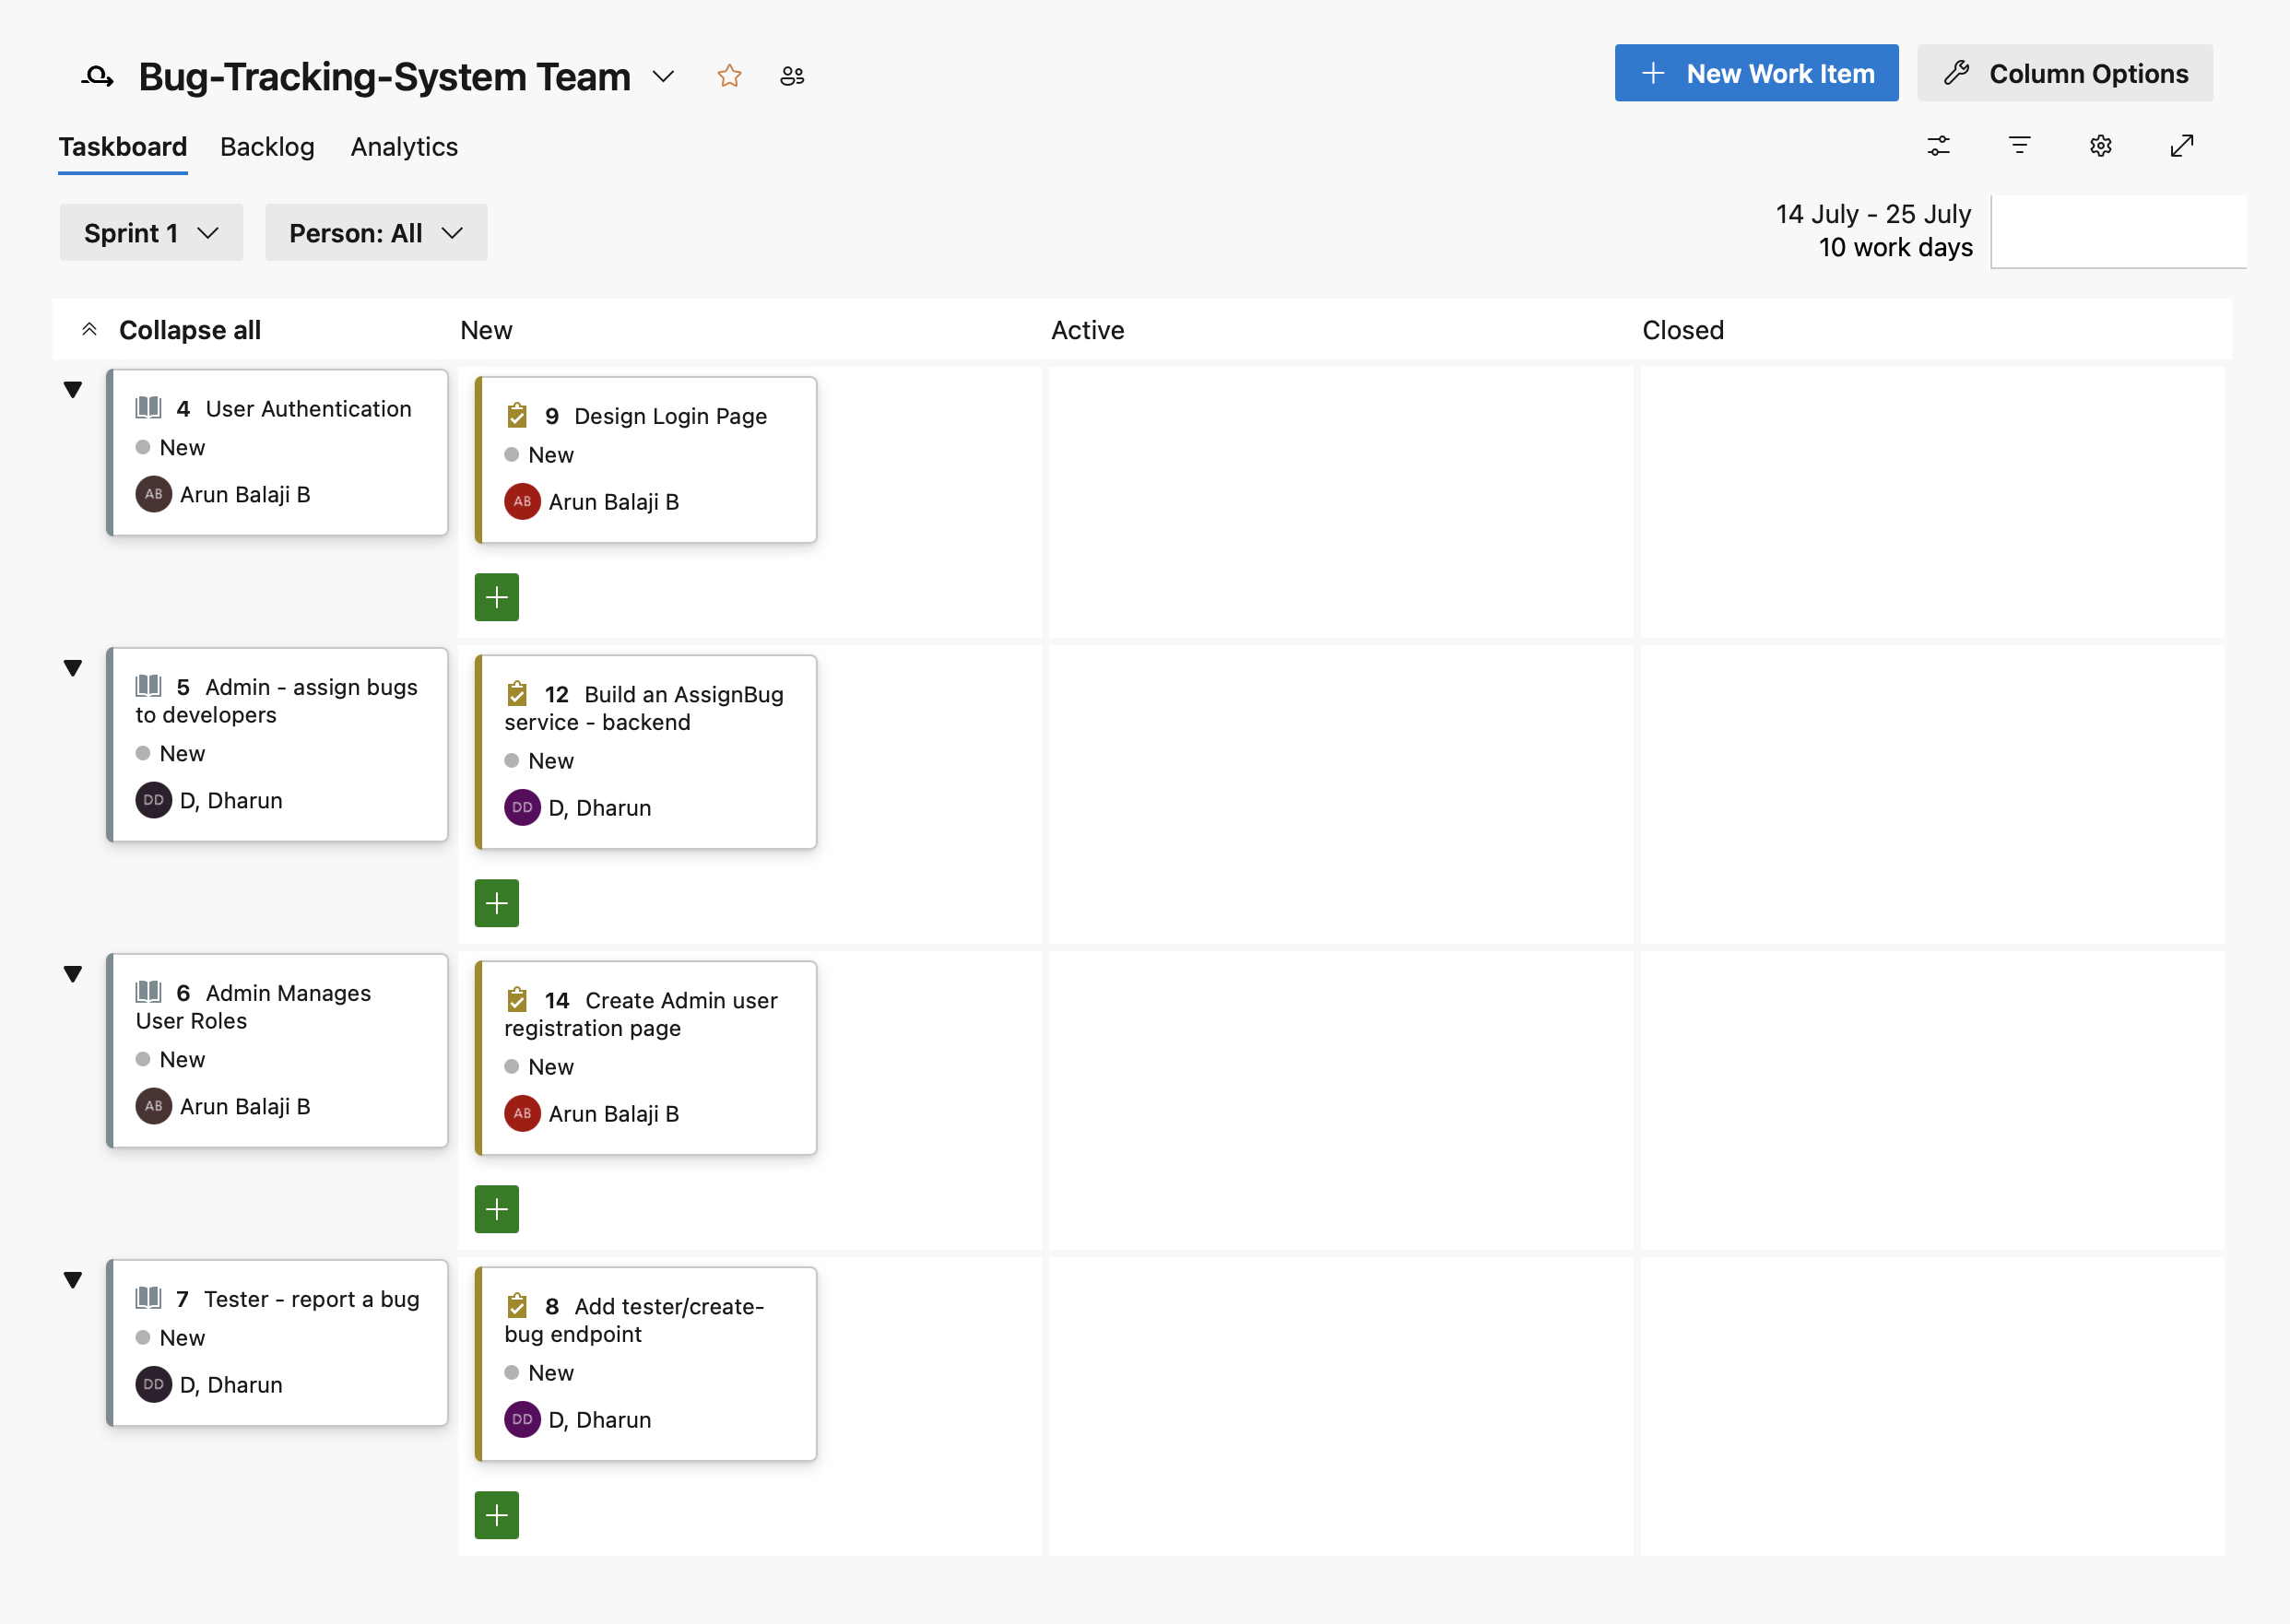 Bug-Tracking-System Team
New Work Item
Column Options
Taskboard
Backlog
Analytics
Sprint 1
Person: All
14 July - 25 July
10 work days
Collapse all
New
Active
Closed
4 User Authentication
New
AB Arun Balaji B
9 Design Login Page
New
AB Arun Balaji B
5 Admin - assign bugs
to developers
New
DD D, Dharun
12 Build an AssignBug
service - backend
New
DD D, Dharun
6 Admin Manages
User Roles
New
AB Arun Balaji B
14 Create Admin user
registration page
New
AB Arun Balaji B
7 Tester - report a bug
New
DD D, Dharun
8 Add tester/create-
bug endpoint
New
DD D, Dharun